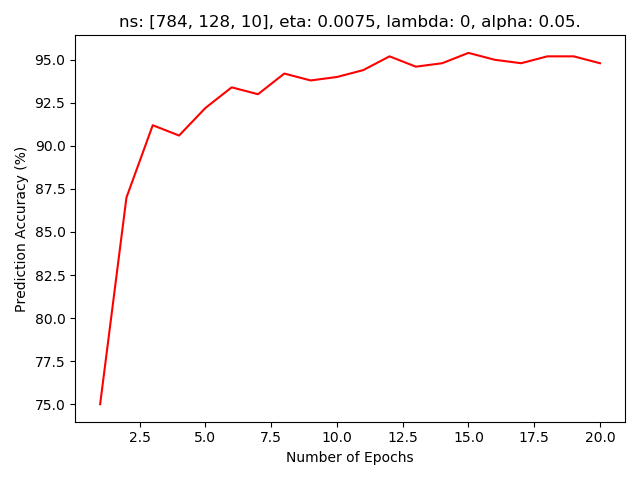 ns: [784, 128, 10], eta: 0.0075, lambda: 0, alpha: 0.05.
Prediction Accuracy (%)
95.0
92.5
90.0
87.5
85.0
82.5
80.0
77.5
75.0
2.5 5.0 7.5 10.0 12.5 15.0 17.5 20.0
Number of Epochs